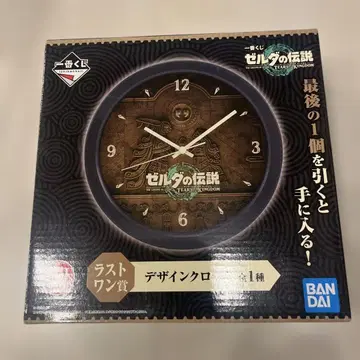 一番くじ
一番くじ
ゼルダの伝説
TEARS OF THE KINGDOM
最後の1個を引くと
手に入る!
12
3
6
9
ゼルダの伝説
TEARS OF THE KINGDOM
ラスト
ワン賞
デザインクロ
全1種
BAN
DAI